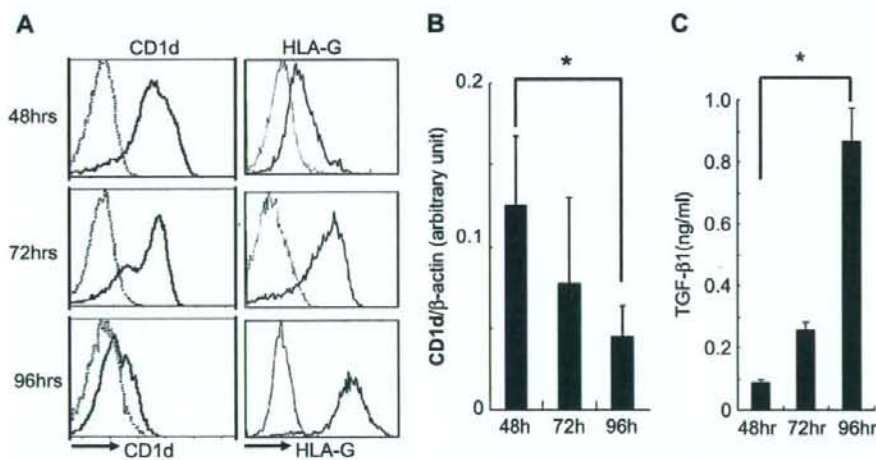 A
CD1d
HLA-G
48hrs
72hrs
96hrs
CD1d
HLA-G
B
*
CD1d/β-actin (arbitrary unit)
0.2
0.1
0
48h 72h 96h
C
*
TGF-β1(ng/ml)
1.0
0.8
0.6
0.4
0.2
0
48hr 72hr 96hr